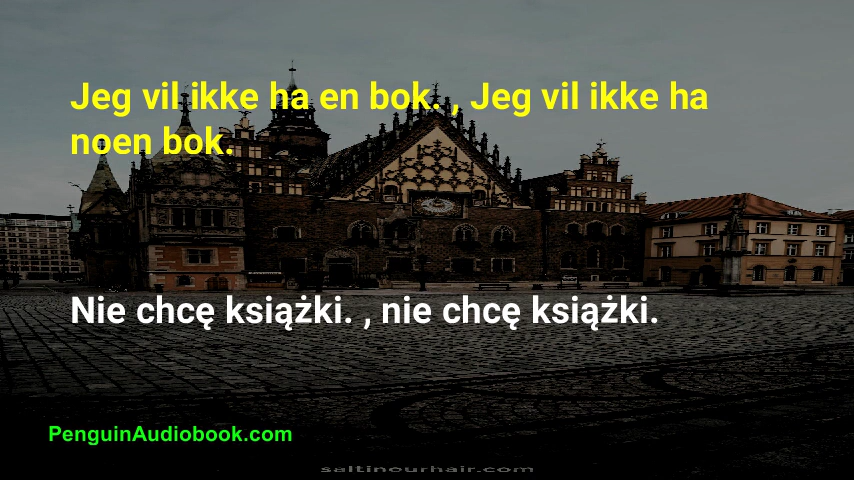 Jeg vil ikke ha en bok. , Jeg vil ikke ha
noen bok.
Nie chcę książki. , nie chcę książki.
PenguinAudiobook.com
saltinourhair.com